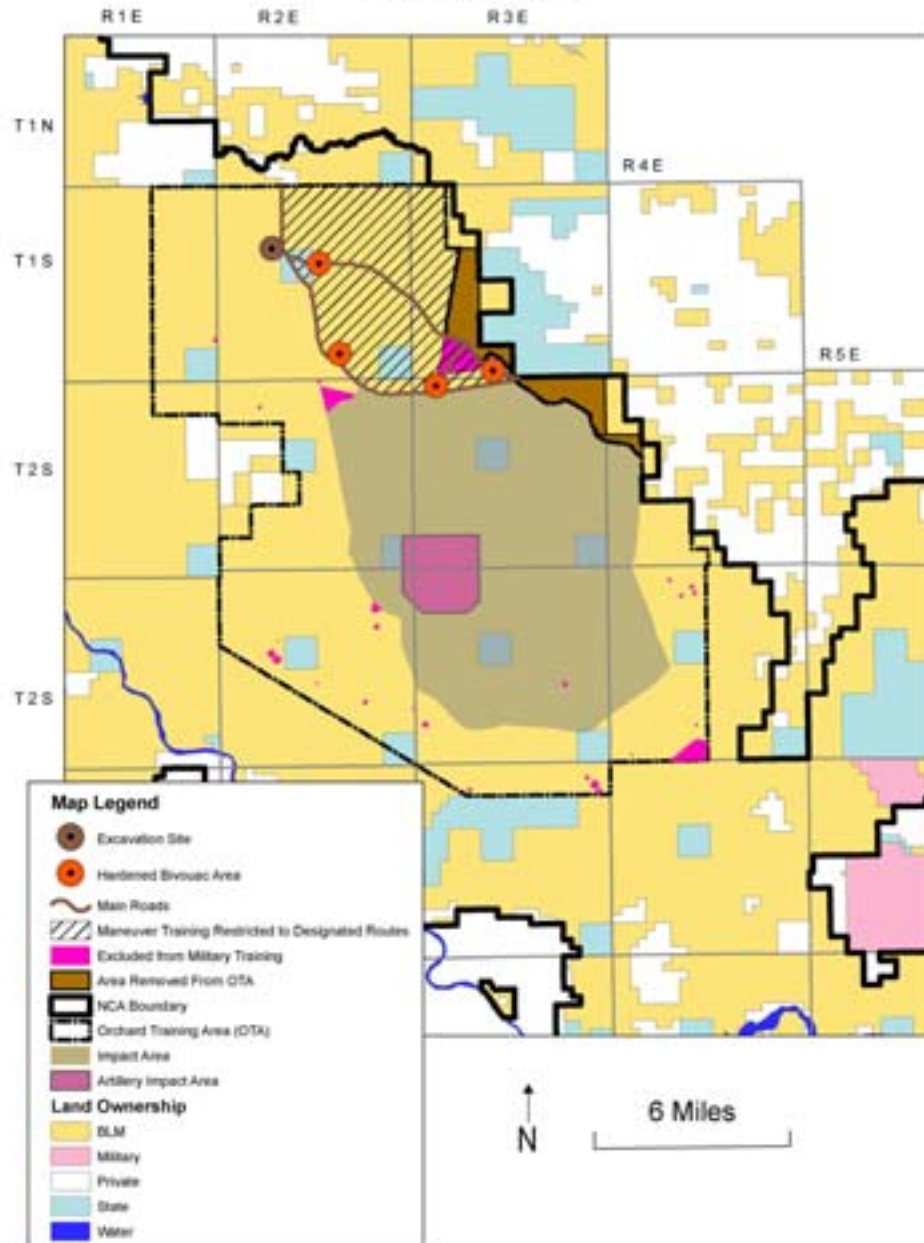 R1E R2E R3E
T1N
R4E
T1S
R5E
T2S
T2S
Map Legend
Excavation Site
Hardened Bivouac Area
Main Roads
Maneuver Training Restricted to Designated Routes
Excluded from Military Training
Area Removed From OTA
NCA Boundary
Orchard Training Area (OTA)
Impact Area
Artillery Impact Area
Land Ownership
BLM
Military
Private
State
Water
N
6 Miles